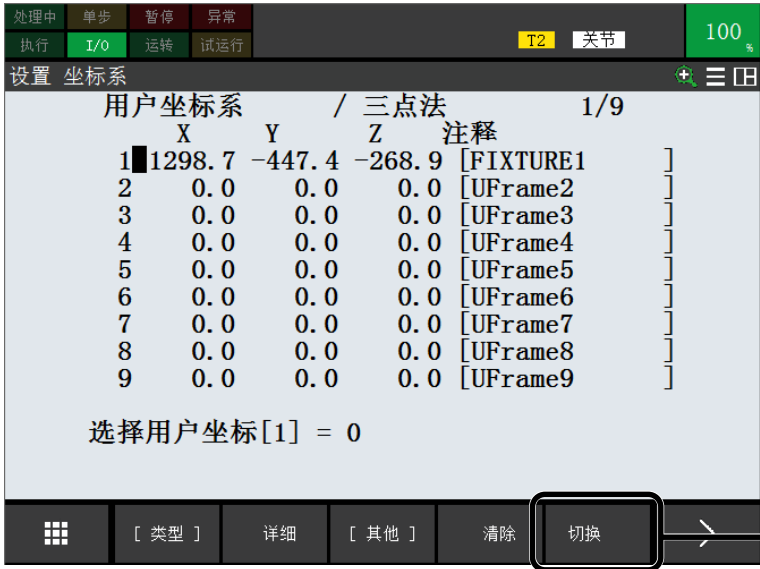 处理中 单步 暂停 异常
执行 I/O 运转 试运行 T2 关节 100 %
设置 坐标系
用户坐标系 / 三点法 1/9
X Y Z 注释
1 1298.7 -447.4 -268.9 [FIXTURE1 ]
2 0.0 0.0 0.0 [UFrame2 ]
3 0.0 0.0 0.0 [UFrame3 ]
4 0.0 0.0 0.0 [UFrame4 ]
5 0.0 0.0 0.0 [UFrame5 ]
6 0.0 0.0 0.0 [UFrame6 ]
7 0.0 0.0 0.0 [UFrame7 ]
8 0.0 0.0 0.0 [UFrame8 ]
9 0.0 0.0 0.0 [UFrame9 ]
选择用户坐标[1] = 0
[ 类型 ] 详细 [ 其他 ] 清除 切换